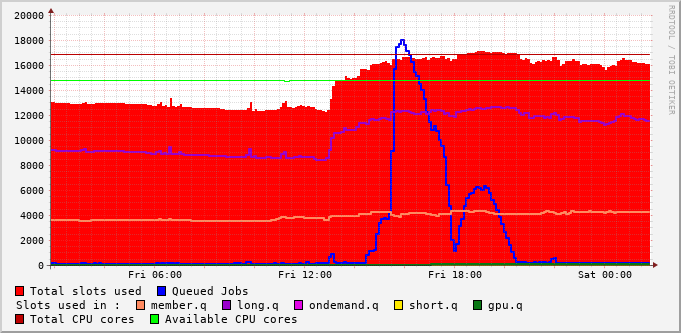 RRDTOOL / TOBI OETIKER
20000
18000
16000
14000
12000
10000
8000
6000
4000
2000
0
Fri 06:00 Fri 12:00 Fri 18:00 Sat 00:00
Total slots used Queued Jobs
Slots used in : member.q long.q ondemand.q short.q gpu.q
Total CPU cores Available CPU cores